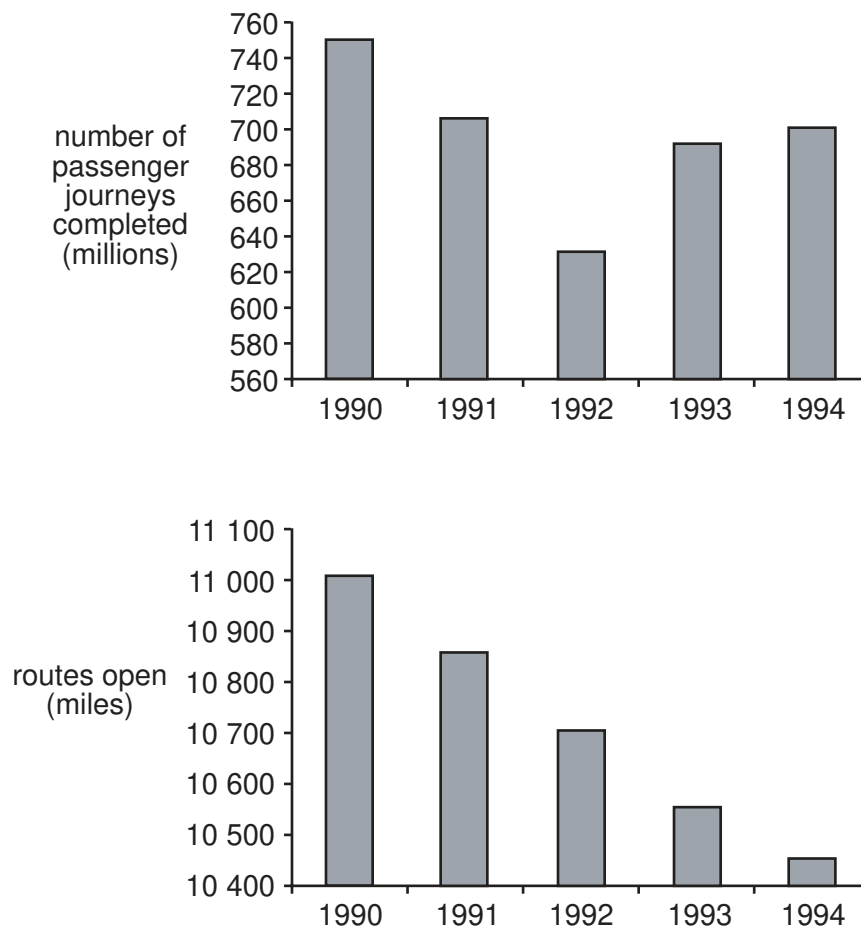 760
740
720
700
680
660
640
620
600
580
560
number of
passenger
journeys
completed
(millions)
1990 1991 1992 1993 1994
11 100
11 000
10 900
10 800
10 700
10 600
10 500
10 400
routes open
(miles)
1990 1991 1992 1993 1994